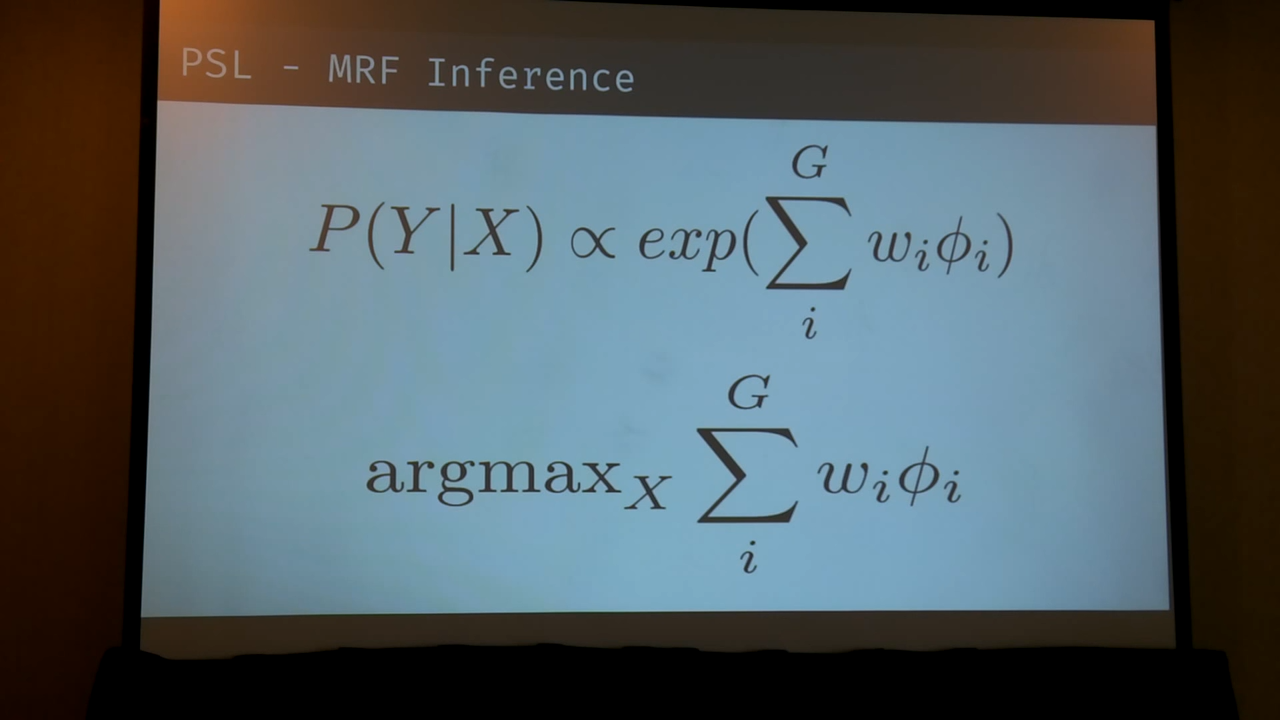 PSL - MRF Inference
P(Y|X) ∝ exp(∑_i^G w_i ϕ_i)
argmax_X ∑_i^G w_i ϕ_i